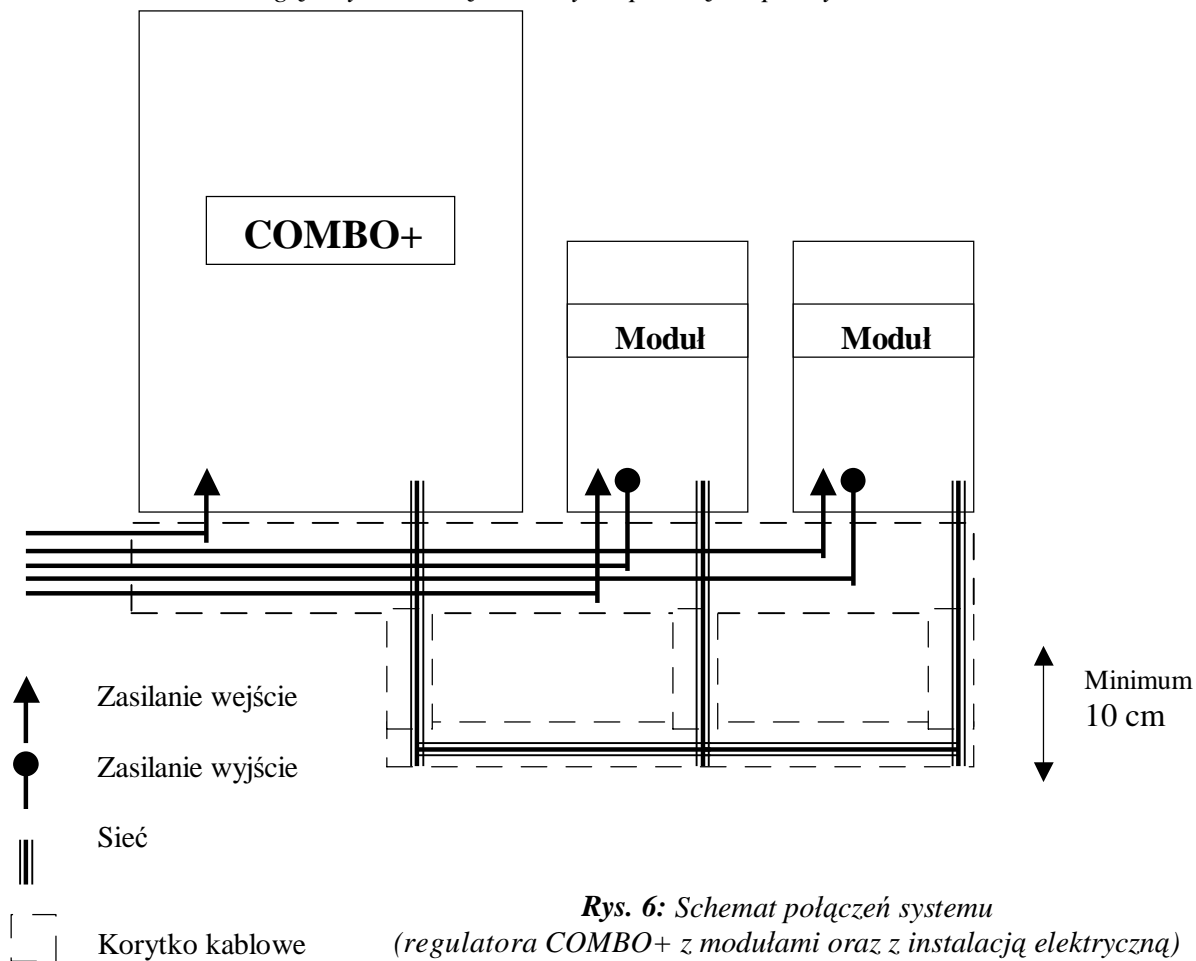 COMBO+
Moduł
Moduł
Zasilanie wejście
Zasilanie wyjście
Sieć
Korytko kablowe
Minimum
10 cm
Rys. 6: Schemat połączeń systemu
(regulatora COMBO+ z modułami oraz z instalacją elektryczną)